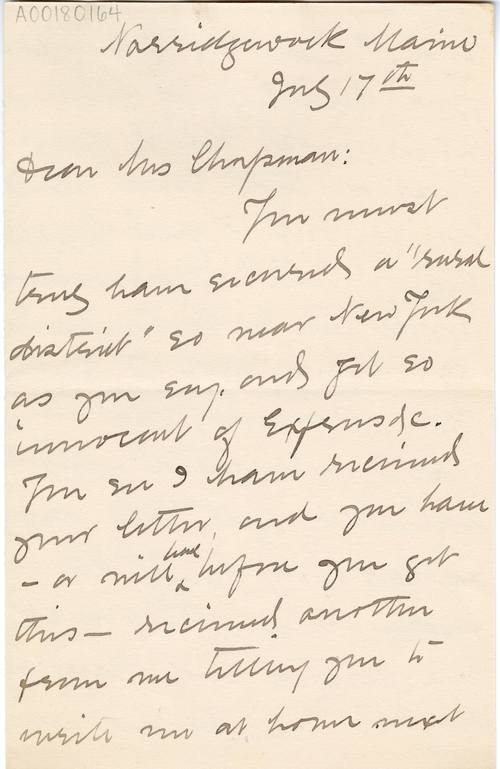 A00180164
Norridgewock Maine
July 17th
Dear Mrs Chapman:
You must
truly have secured a "rural
district" so near New York
as you say, and yet so
innocent of Express &c.
You see I have received
your letter, and you have
- or will have before you get
this - received another
from me telling you to
write me at home next